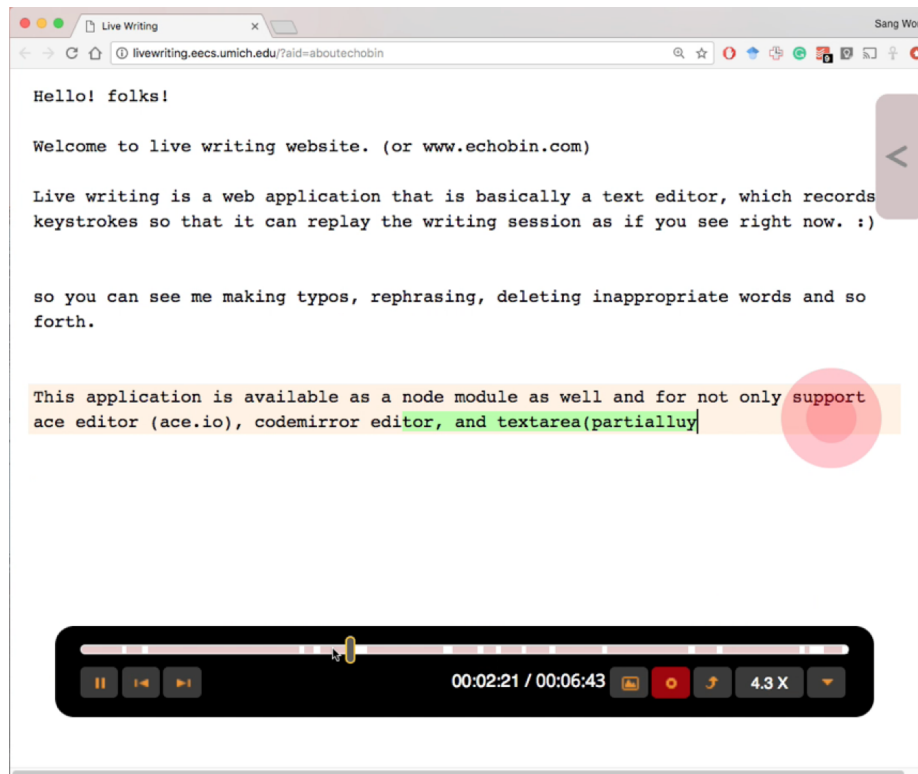 Live Writing
Sang Wo
livewriting.eecs.umich.edu/?aid=aboutechobin
Hello! folks!
Welcome to live writing website. (or www.echobin.com)
Live writing is a web application that is basically a text editor, which records
keystrokes so that it can replay the writing session as if you see right now. :)
so you can see me making typos, rephrasing, deleting inappropriate words and so
forth.
This application is available as a node module as well and for not only support
ace editor (ace.io), codemirror editor, and textarea(partialluy
00:02:21 / 00:06:43
4.3 X